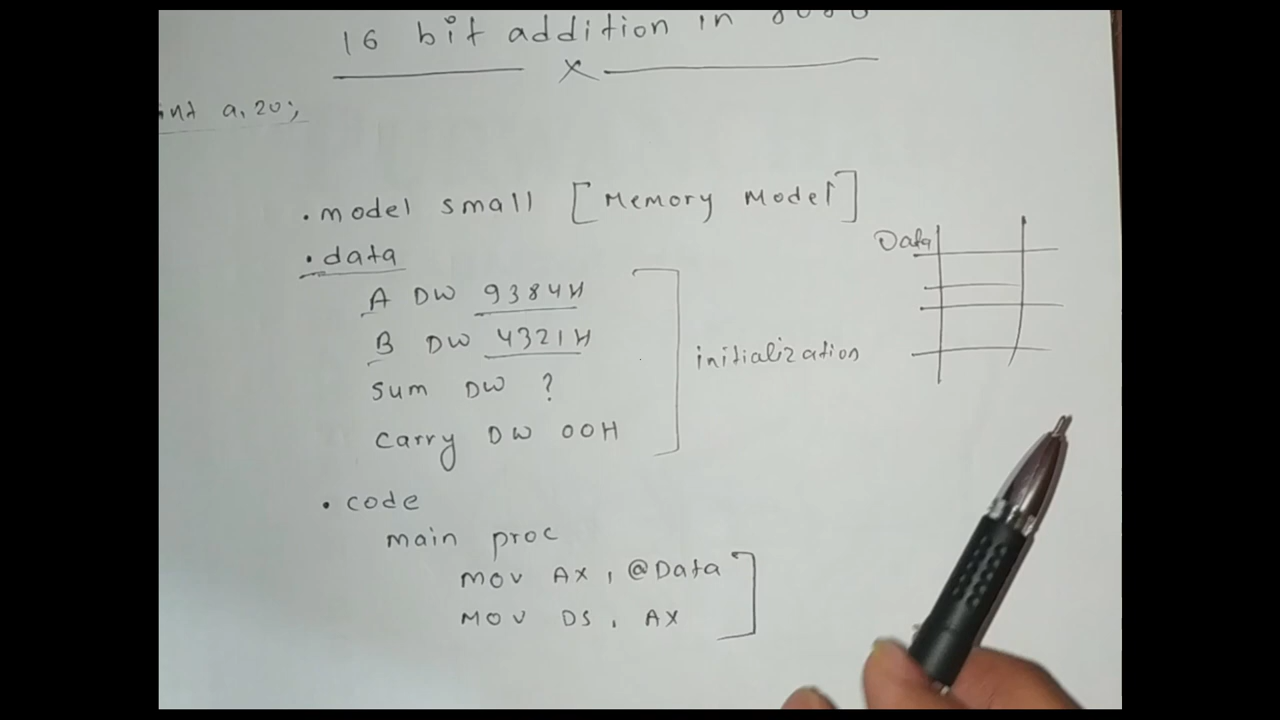 16 bit addition in 8086
int a, 20;
.model small [Memory Model]
.data
A DW 9384H
B DW 4321H
Sum DW ?
Carry DW 00H
initialization
Data
.code
main proc
MOV AX, @Data
MOV DS, AX